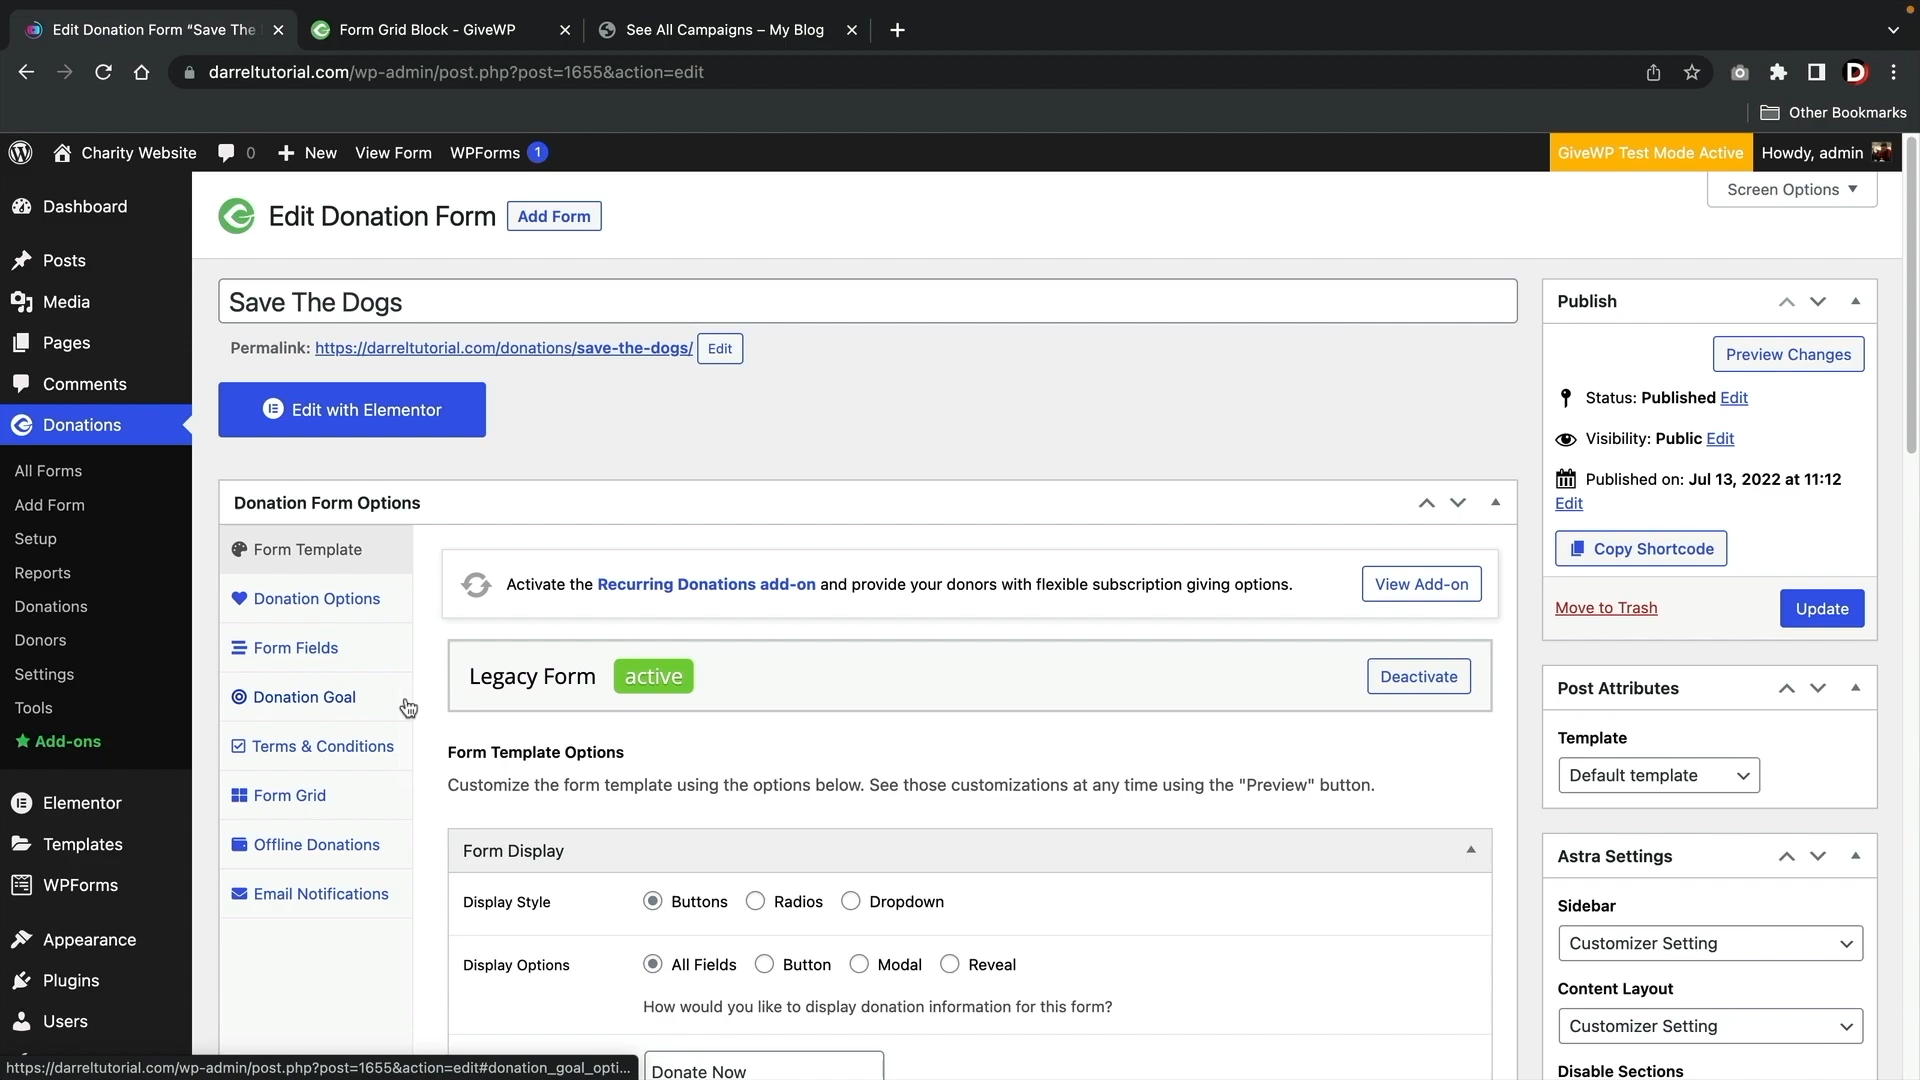 Edit Donation Form “Save The
Form Grid Block - GiveWP
See All Campaigns – My Blog
darreltutorial.com/wp-admin/post.php?post=1655&action=edit
Other Bookmarks
Charity Website
0
New
View Form
WPForms 1
GiveWP Test Mode Active
Howdy, admin
Screen Options
Dashboard
Posts
Media
Pages
Comments
Donations
All Forms
Add Form
Setup
Reports
Donations
Donors
Settings
Tools
Add-ons
Elementor
Templates
WPForms
Appearance
Plugins
Users
Edit Donation Form
Add Form
Save The Dogs
Permalink: https://darreltutorial.com/donations/save-the-dogs/ Edit
Edit with Elementor
Donation Form Options
Form Template
Donation Options
Form Fields
Donation Goal
Terms & Conditions
Form Grid
Offline Donations
Email Notifications
Activate the Recurring Donations add-on and provide your donors with flexible subscription giving options.
View Add-on
Legacy Form active
Deactivate
Form Template Options
Customize the form template using the options below. See those customizations at any time using the "Preview" button.
Form Display
Display Style Buttons Radios Dropdown
Display Options All Fields Button Modal Reveal
How would you like to display donation information for this form?
Donate Now
Publish
Preview Changes
Status: Published Edit
Visibility: Public Edit
Published on: Jul 13, 2022 at 11:12
Edit
Copy Shortcode
Move to Trash
Update
Post Attributes
Template
Default template
Astra Settings
Sidebar
Customizer Setting
Content Layout
Customizer Setting
Disable Sections
https://darreltutorial.com/wp-admin/post.php?post=1655&action=edit#donation_goal_opti...